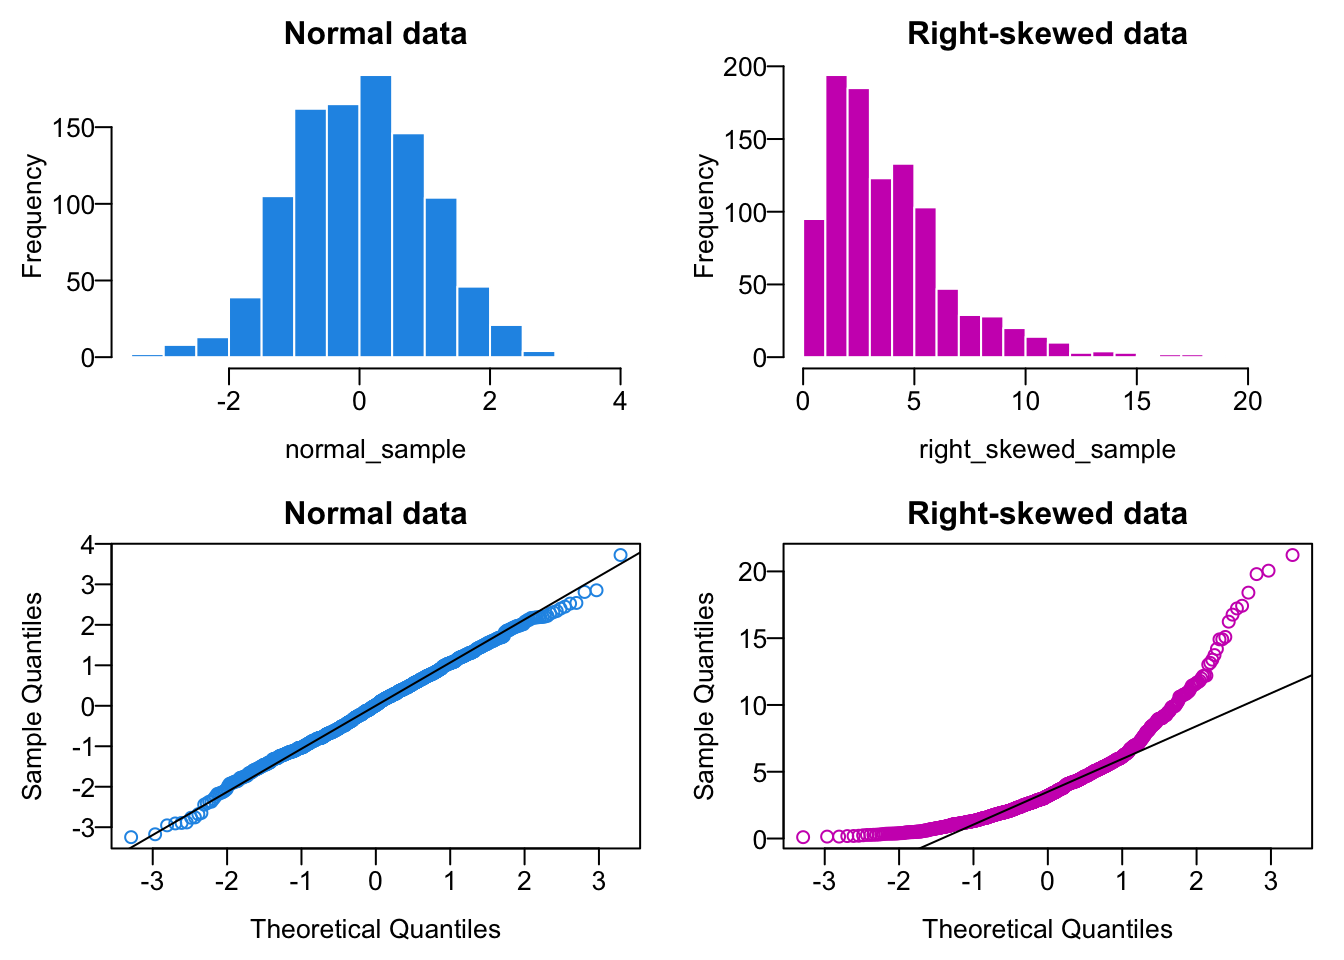 Normal data
Frequency
150
100
50
0
-2 0 2 4
normal_sample
Right-skewed data
Frequency
200
150
100
50
0
0 5 10 15 20
right_skewed_sample
Normal data
Sample Quantiles
4
3
2
1
0
-1
-2
-3
-3 -2 -1 0 1 2 3
Theoretical Quantiles
Right-skewed data
Sample Quantiles
20
15
10
5
0
-3 -2 -1 0 1 2 3
Theoretical Quantiles